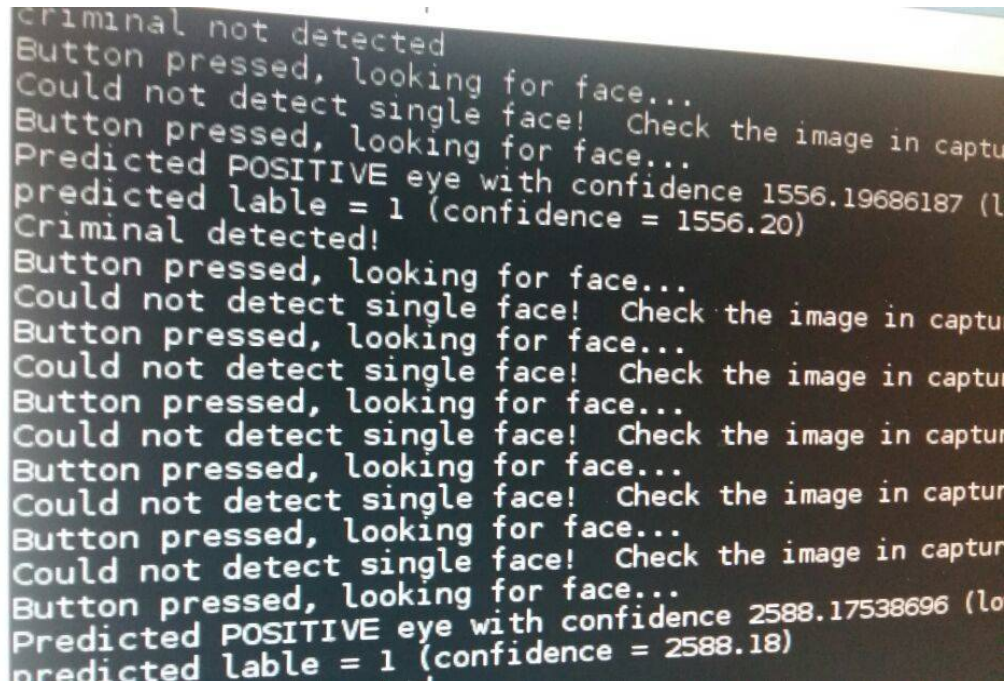 criminal not detected
Button pressed, looking for face...
Could not detect single face!  Check the image in captu
Button pressed, looking for face...
Predicted POSITIVE eye with confidence 1556.19686187 (l
predicted lable = 1 (confidence = 1556.20)
Criminal detected!
Button pressed, looking for face...
Could not detect single face!  Check the image in captu
Button pressed, looking for face...
Could not detect single face!  Check the image in captur
Button pressed, looking for face...
Could not detect single face!  Check the image in captur
Button pressed, looking for face...
Could not detect single face!  Check the image in captur
Button pressed, looking for face...
Could not detect single face!  Check the image in captur
Button pressed, looking for face...
Predicted POSITIVE eye with confidence 2588.17538696 (lo
predicted lable = 1 (confidence = 2588.18)